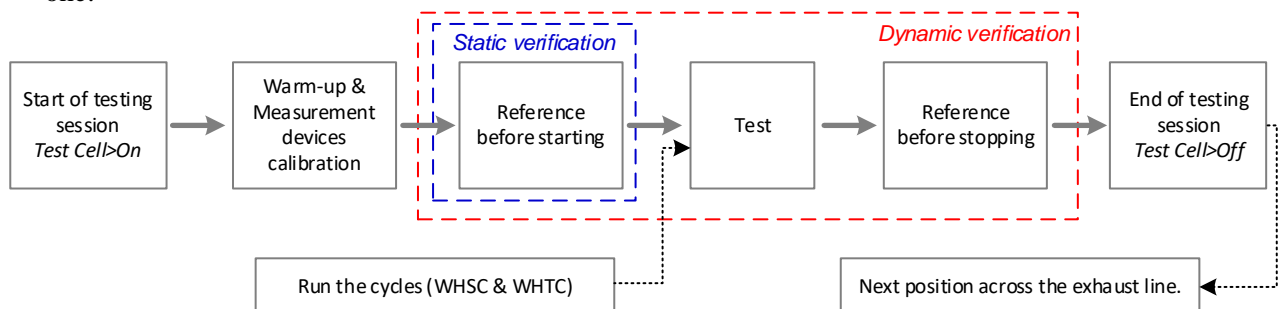 one.
Static verification
Dynamic verification
Start of testing
session
Test Cell>On
Warm-up &
Measurement
devices
calibration
Reference
before starting
Test
Reference
before stopping
End of testing
session
Test Cell>Off
Run the cycles (WHSC & WHTC)
Next position across the exhaust line.